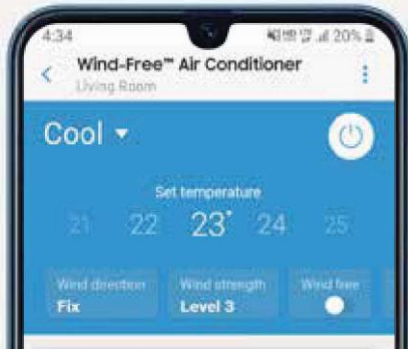 4:34 20%
Wind-Free™ Air Conditioner
Living Room
Cool
Set temperature
21 22 23° 24 25
Wind direction Wind strength Wind free
Fix Level 3